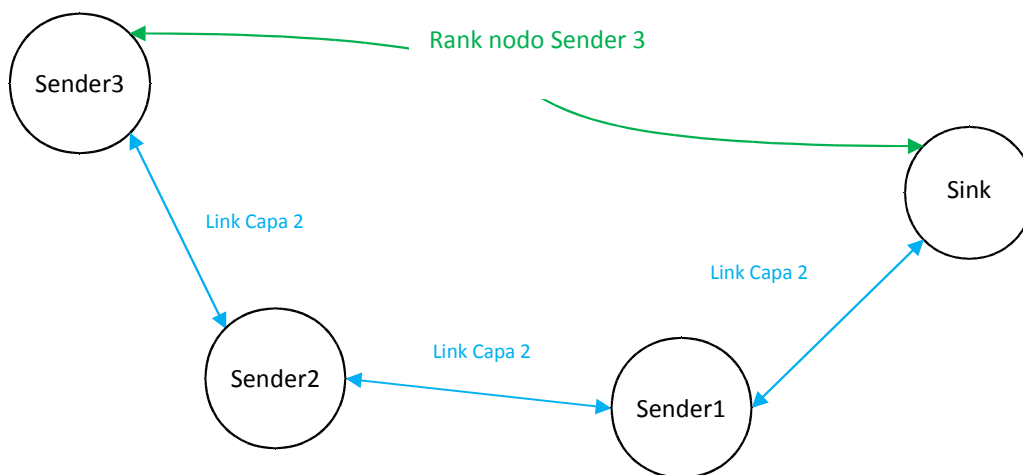 Rank nodo Sender 3
Sender3
Sink
Link Capa 2
Link Capa 2
Link Capa 2
Sender2
Sender1